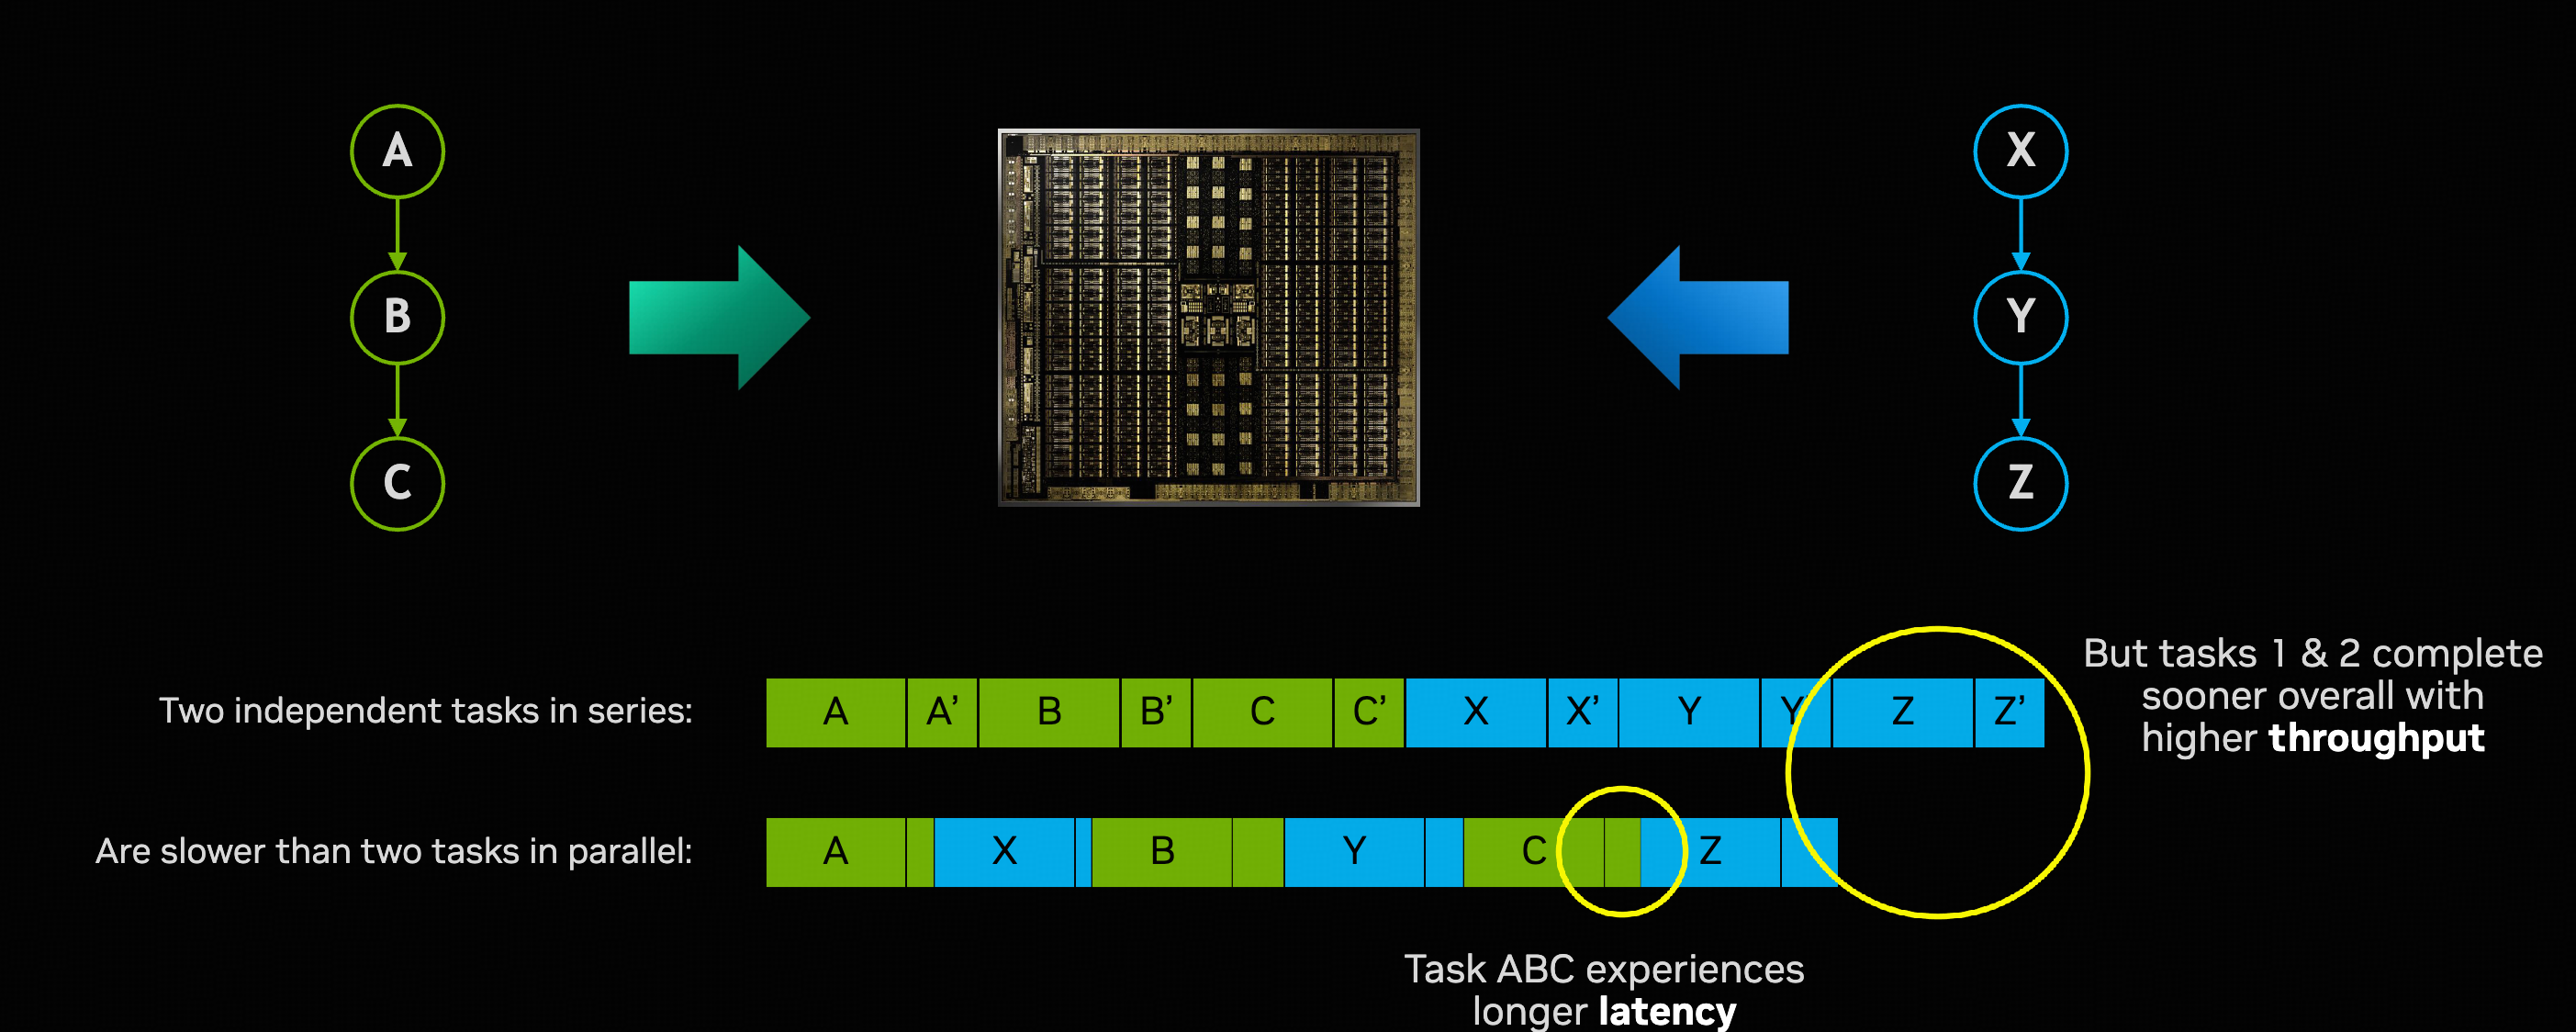 A
B
C
X
Y
Z
Two independent tasks in series:
A A' B B' C C' X X' Y Y' Z Z'
But tasks 1 & 2 complete
sooner overall with
higher throughput
Are slower than two tasks in parallel:
A X B Y C Z
Task ABC experiences
longer latency